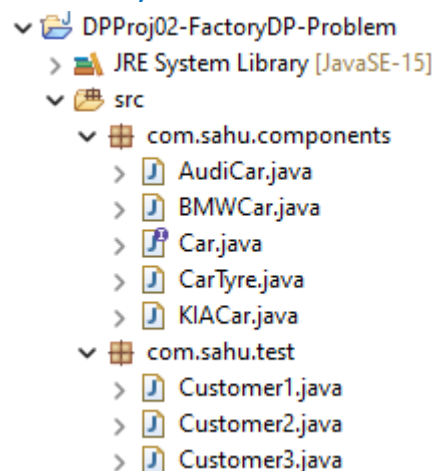 DPProj02-FactoryDP-Problem
JRE System Library [JavaSE-15]
src
com.sahu.components
AudiCar.java
BMWCar.java
Car.java
CarTyre.java
KIACar.java
com.sahu.test
Customer1.java
Customer2.java
Customer3.java